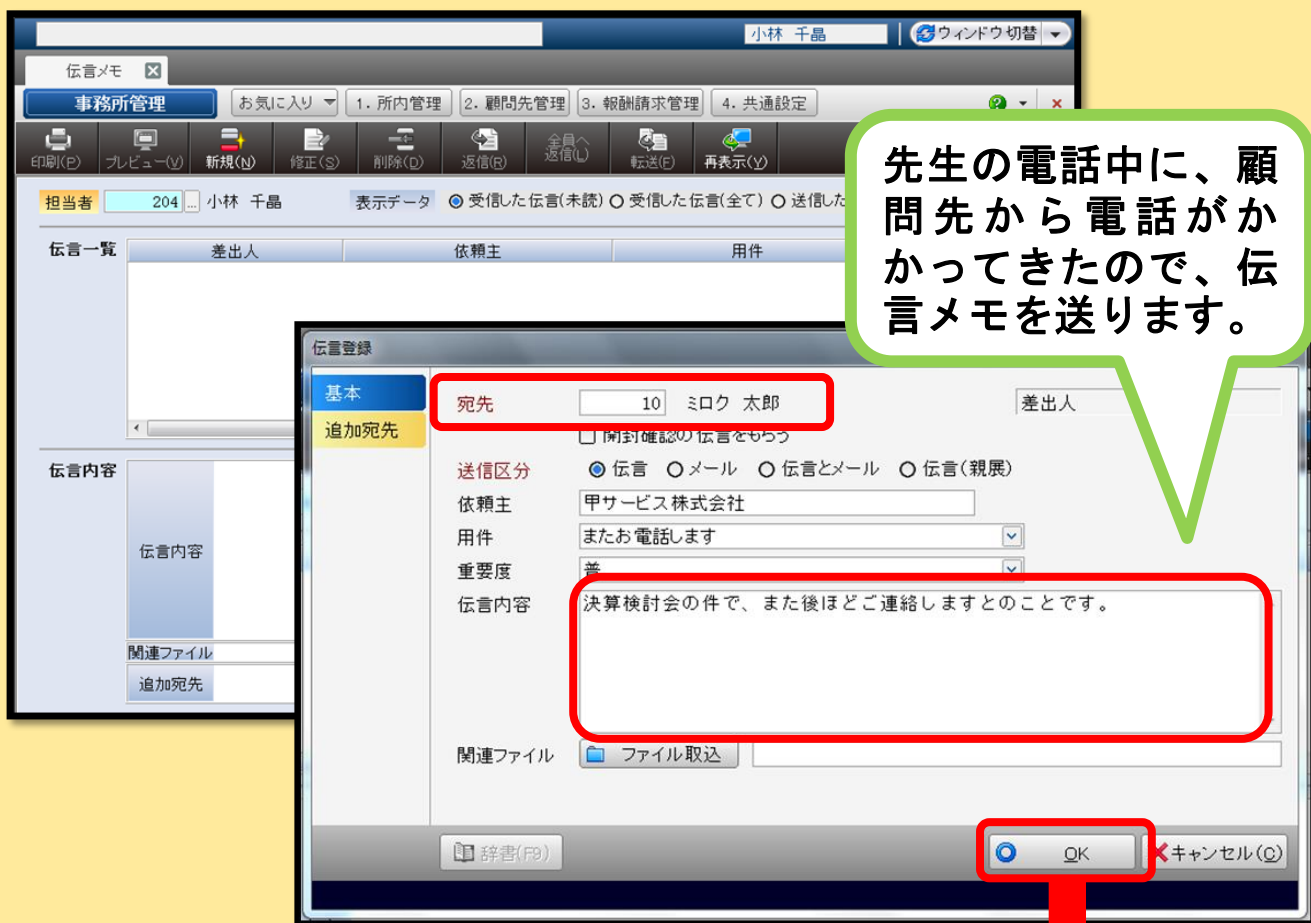 小林 千晶
ウィンドウ切替
伝言メモ
事務所管理 お気に入り 1. 所内管理 2. 顧問先管理 3. 報酬請求管理 4. 共通設定
印刷(P) プレビュー(V) 新規(N) 修正(S) 削除(D) 返信(R) 全員へ返信(L) 転送(F) 再表示(Y)
担当者 204 ... 小林 千晶 表示データ 受信した伝言(未読) 受信した伝言(全て) 送信した
伝言一覧 差出人 依頼主 用件
先生の電話中に、顧
問先から電話がか
かってきたので、伝
言メモを送ります。
伝言内容
伝言内容
関連ファイル
追加宛先
伝言登録
基本
追加宛先
宛先 10 ミロク 太郎 差出人
開封確認の伝言をもらう
送信区分 伝言 メール 伝言とメール 伝言(親展)
依頼主 甲サービス株式会社
用件 またお電話します
重要度 普
伝言内容 決算検討会の件で、また後ほどご連絡しますとのことです。
関連ファイル ファイル取込
辞書(F9) OK キャンセル(C)